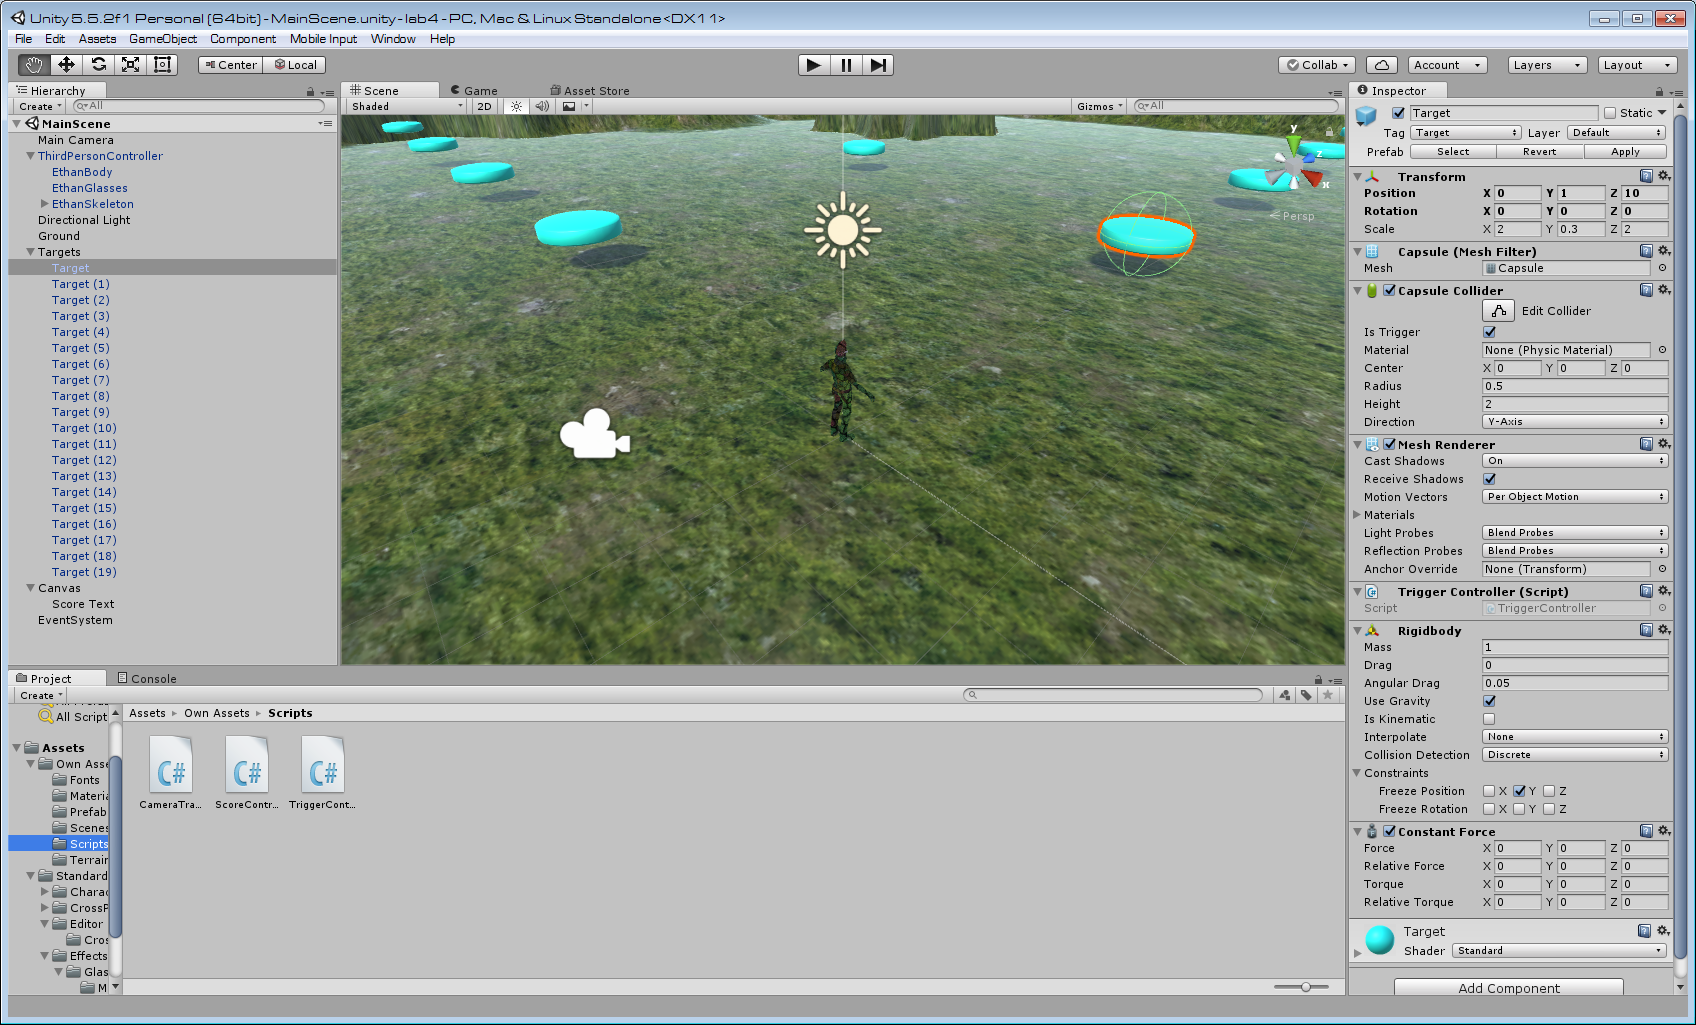 Unity 5.5.2f1 Personal (64bit) - MainScene.unity - lab4 - PC, Mac & Linux Standalone <DX11>
File Edit Assets GameObject Component Mobile Input Window Help
Center Local
Collab Account Layers Layout
Hierarchy
Create All
MainScene
Main Camera
ThirdPersonController
EthanBody
EthanGlasses
EthanSkeleton
Directional Light
Ground
Targets
Target
Target (1)
Target (2)
Target (3)
Target (4)
Target (5)
Target (6)
Target (7)
Target (8)
Target (9)
Target (10)
Target (11)
Target (12)
Target (13)
Target (14)
Target (15)
Target (16)
Target (17)
Target (18)
Target (19)
Canvas
Score Text
EventSystem
Scene Game Asset Store
Shaded 2D Gizmos All
y
z
x
Persp
Inspector
Target Static
Tag Target Layer Default
Prefab Select Revert Apply
Transform
Position X 0 Y 1 Z 10
Rotation X 0 Y 0 Z 0
Scale X 2 Y 0.3 Z 2
Capsule (Mesh Filter)
Mesh Capsule
Capsule Collider
Edit Collider
Is Trigger
Material None (Physic Material)
Center X 0 Y 0 Z 0
Radius 0.5
Height 2
Direction Y-Axis
Mesh Renderer
Cast Shadows On
Receive Shadows
Motion Vectors Per Object Motion
Materials
Light Probes Blend Probes
Reflection Probes Blend Probes
Anchor Override None (Transform)
C#
Trigger Controller (Script)
Script TriggerController
Rigidbody
Mass 1
Drag 0
Angular Drag 0.05
Use Gravity
Is Kinematic
Interpolate None
Collision Detection Discrete
Constraints
Freeze Position X Y Z
Freeze Rotation X Y Z
Constant Force
Force X 0 Y 0 Z 0
Relative Force X 0 Y 0 Z 0
Torque X 0 Y 0 Z 0
Relative Torque X 0 Y 0 Z 0
Target
Shader Standard
Add Component
Project Console
Create
All Script
Assets
Own Asse
Fonts
Materia
Prefab
Scenes
Scripts
Terrain
Standard
Charac
CrossP
Editor
Cros
Effects
Glas
M
Assets Own Assets Scripts
C# C# C#
CameraTra... ScoreContr... TriggerCont...